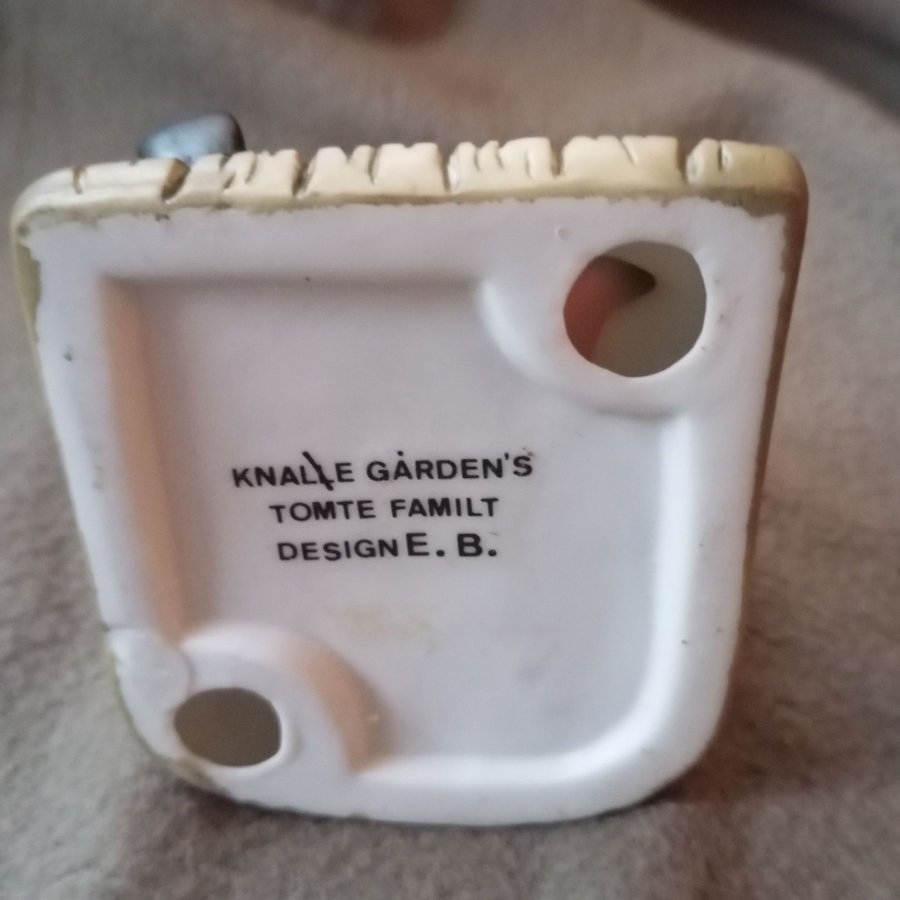 KNALLE GÅRDEN'S
TOMTE FAMILT
DESIGN E. B.